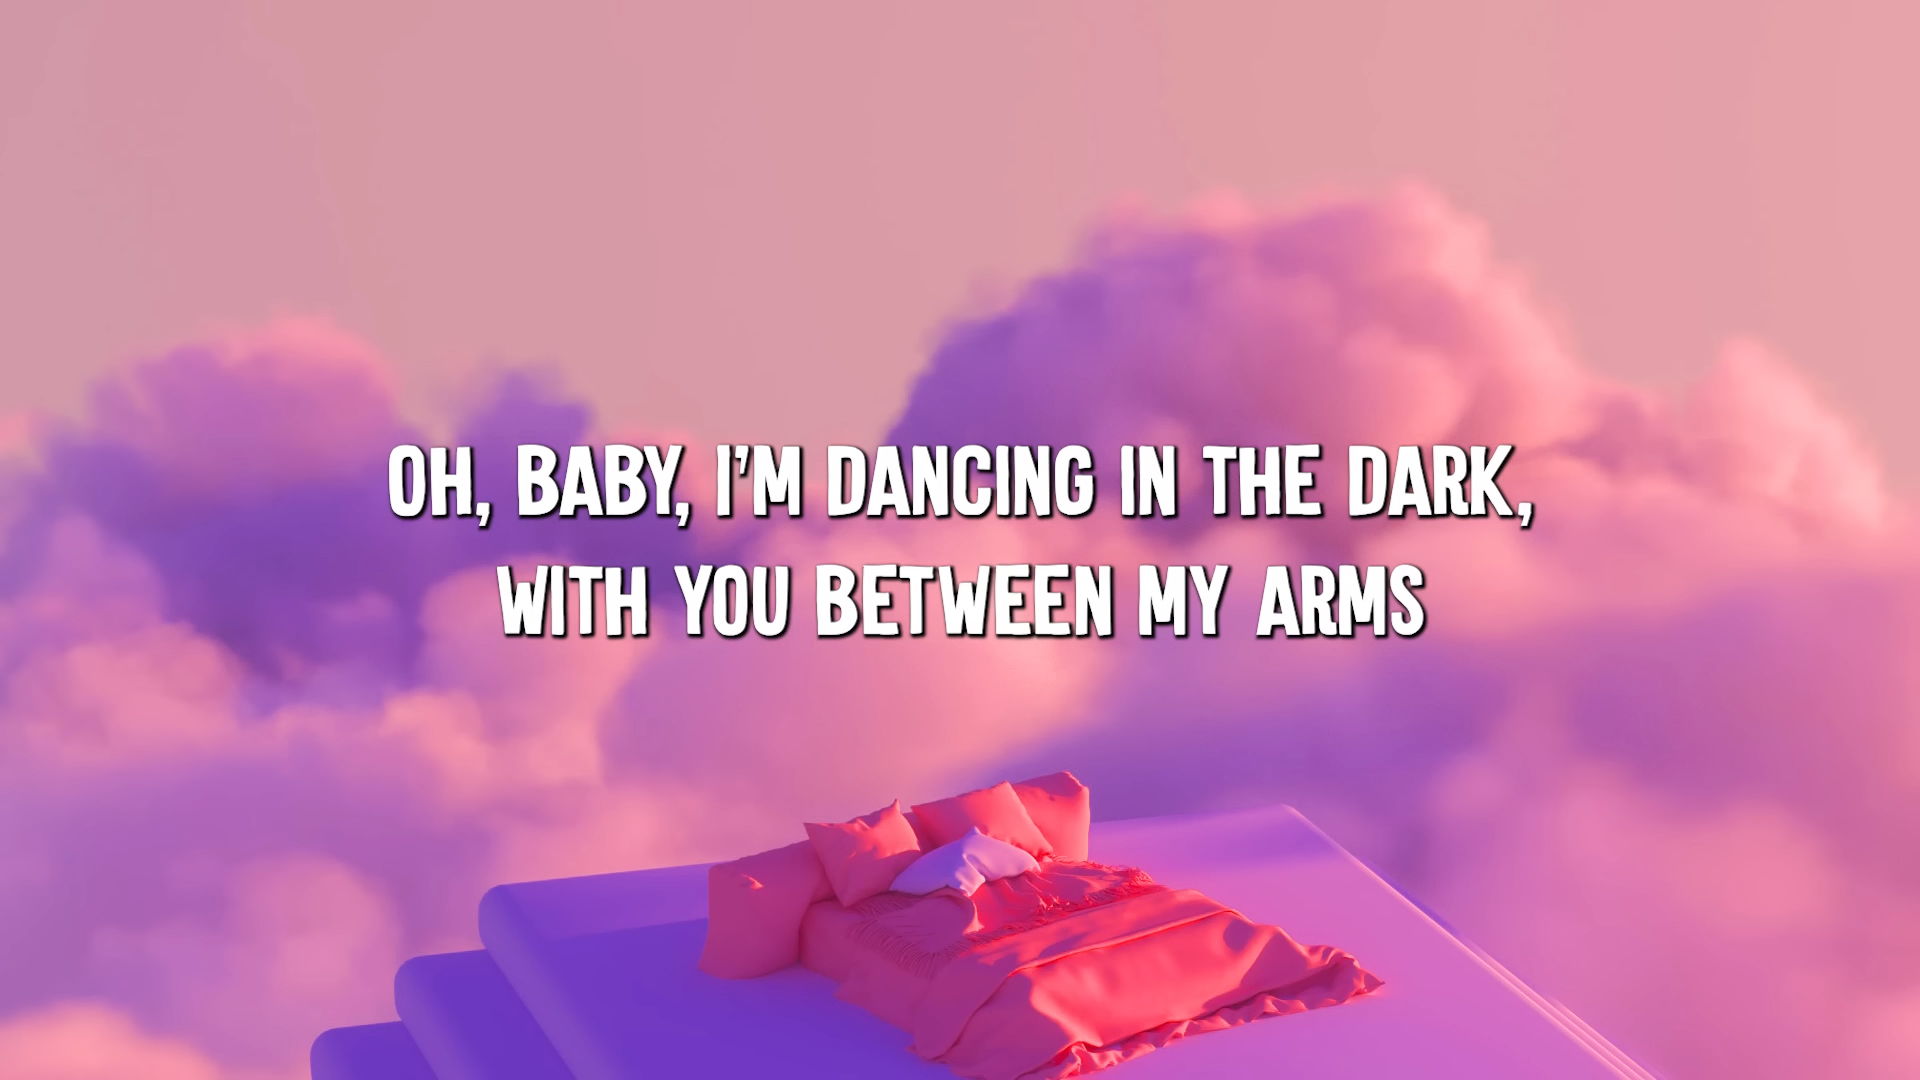 OH, BABY, I'M DANCING IN THE DARK,
WITH YOU BETWEEN MY ARMS